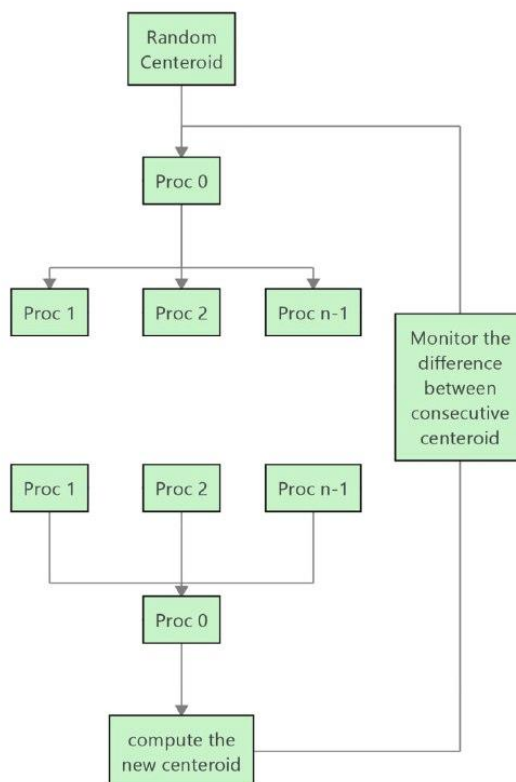 Random
Centeroid
Proc 0
Proc 1
Proc 2
Proc n-1
Monitor the
difference
between
consecutive
centeroid
Proc 1
Proc 2
Proc n-1
Proc 0
compute the
new centeroid